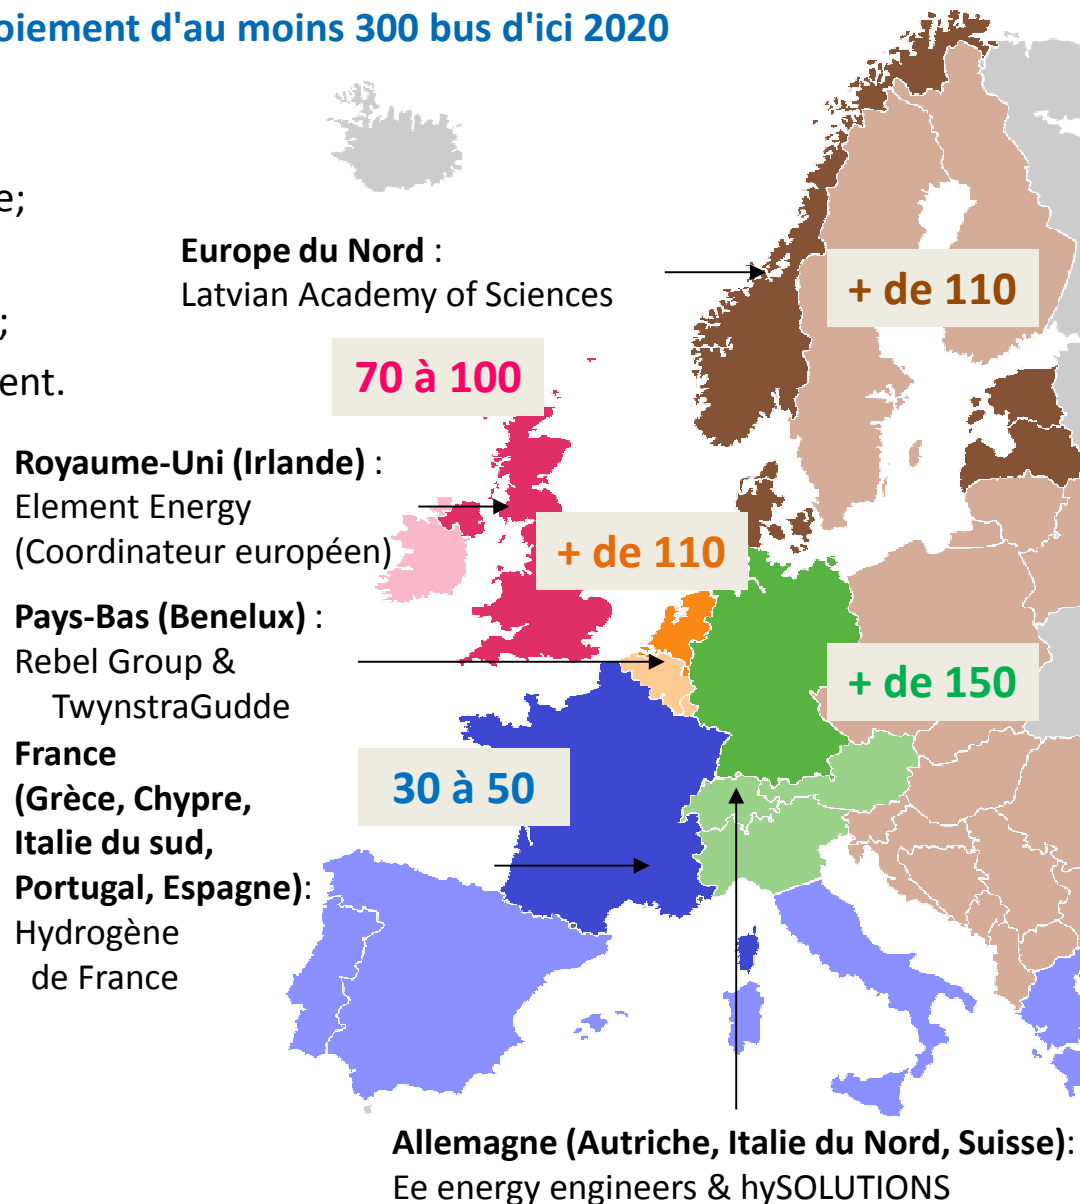 oiement d'au moins 300 bus d'ici 2020
e;
Europe du Nord :
Latvian Academy of Sciences
+ de 110
;
70 à 100
ent.
Royaume-Uni (Irlande) :
Element Energy
(Coordinateur européen)
+ de 110
Pays-Bas (Benelux) :
Rebel Group &
TwynstraGudde
+ de 150
France
(Grèce, Chypre,
Italie du sud,
Portugal, Espagne):
Hydrogène
de France
30 à 50
Allemagne (Autriche, Italie du Nord, Suisse):
Ee energy engineers & hySOLUTIONS